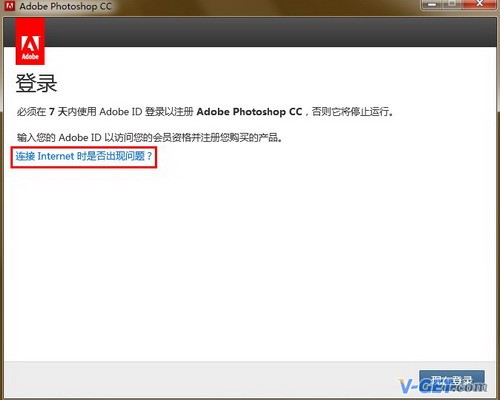 Adobe Photoshop CC
Adobe
登录
必须在 7 天内使用 Adobe ID 登录以注册 Adobe Photoshop CC，否则它将停止运行。
输入您的 Adobe ID 以访问您的会员资格并注册您购买的产品。
连接 Internet 时是否出现问题？
现在登录